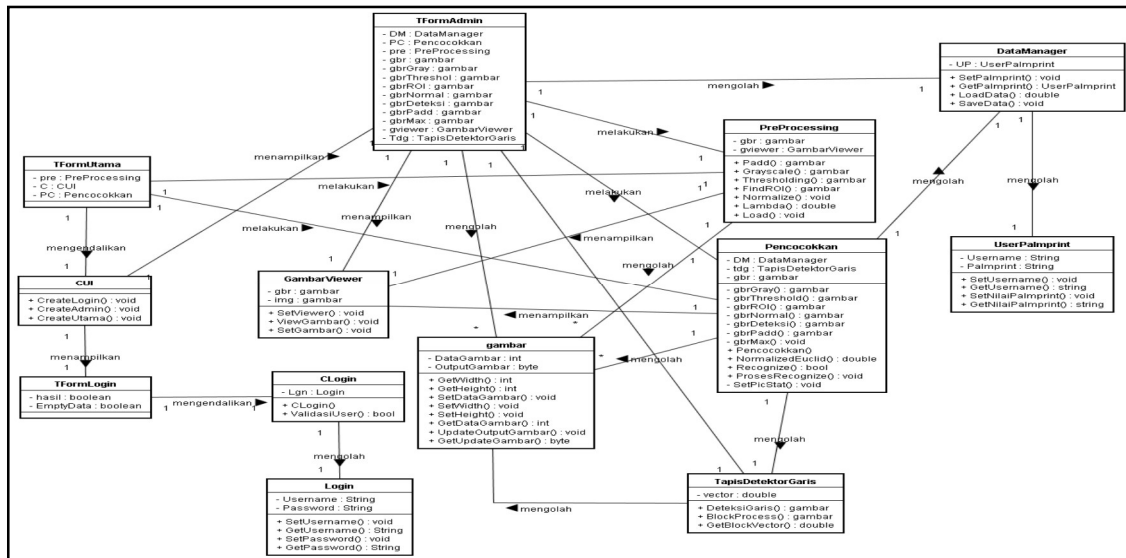 TFormAdmin
- DM : DataManager
- PC : Pencocokkan
- pre : PreProcessing
- gbr : gambar
- gbrGray : gambar
- gbrThreshol : gambar
- gbrROI : gambar
- gbrNormal : gambar
- gbrDeteksi : gambar
- gbrPadd : gambar
- gbrMax : gambar
- gviewer : GambarViewer
- Tdg : TapisDetektorGaris
DataManager
- UP : UserPalmprint
+ SetPalmprint() : void
+ GetPalmprint() : UserPalmprint
+ LoadData() : double
+ SaveData() : void
mengolah
PreProcessing
- gbr : gambar
- gviewer : GambarViewer
+ Padd() : gambar
+ Grayscale() : gambar
+ Thresholding() : gambar
+ FindROI() : gambar
+ Normalize() : void
+ Lambda() : double
+ Load() : void
melakukan
menampilkan
TFormUtama
- pre : PreProcessing
- C : CUI
- PC : Pencocokkan
melakukan
melakukan
mengolah
menampilkan
mengolah
melakukan
mengendalikan
menampilkan
UserPalmprint
- Username : String
- Palmprint : String
+ SetUsername() : void
+ GetUsername() : string
+ SetNilaiPalmprint() : void
+ GetNilaiPalmprint() : string
mengolah
Pencocokkan
- DM : DataManager
- tdg : TapisDetektorGaris
- gbr : gambar
- gbrGray() : gambar
- gbrThreshold() : gambar
- gbrROI() : gambar
- gbrNormal() : gambar
- gbrDeteksi() : gambar
- gbrPadd() : gambar
- gbrMax() : void
+ Pencocokkan()
+ NormalizedEuclid() : double
+ Recognize() : bool
+ ProsesRecognize() : void
- SetPicStat() : void
mengolah
CUI
+ CreateLogin() : void
+ CreateAdmin() : void
+ CreateUtama() : void
GambarViewer
- gbr : gambar
- img : gambar
+ SetViewer() : void
+ ViewGambar() : void
+ SetGambar() : void
menampilkan
menampilkan
gambar
- DataGambar : int
- OutputGambar : byte
+ GetWidth() : int
+ GetHeight() : int
+ SetDataGambar() : void
+ SetWidth() : void
+ SetHeight() : void
+ GetDataGambar() : int
+ UpdateOutputGambar() : void
+ GetUpdateGambar() : byte
mengolah
TFormLogin
- hasil : boolean
- EmptyData : boolean
mengendalikan
CLogin
- Lgn : Login
+ CLogin()
+ ValidasiUser() : bool
mengolah
mengolah
Login
- Username : String
- Password : String
+ SetUsername() : void
+ GetUsername() : String
+ SetPassword() : void
+ GetPassword() : String
TapisDetektorGaris
- vector : double
+ DeteksiGaris() : gambar
+ BlockProcess() : gambar
+ GetBlockVector() : double
mengolah